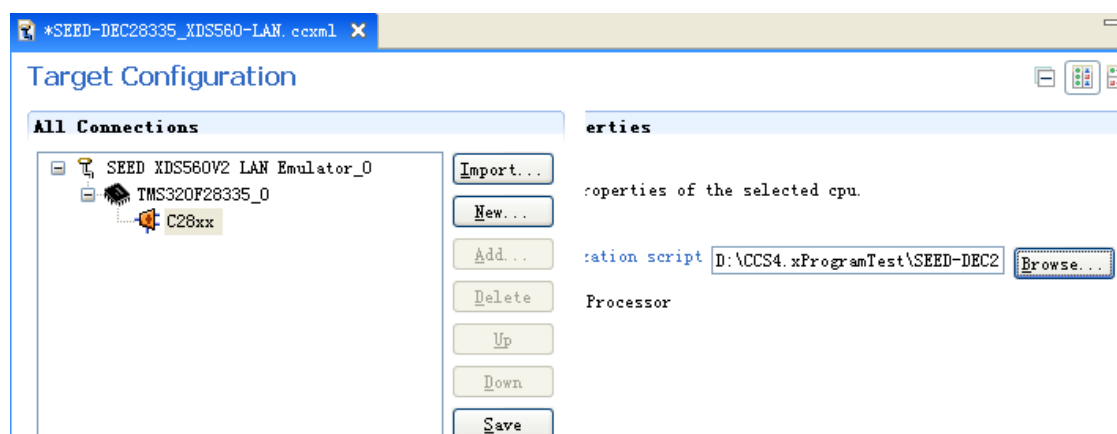 *SEED-DEC28335_XDS560-LAN.ccxml
Target Configuration
All Connections
SEED XDS560V2 LAN Emulator_0
TMS320F28335_0
C28xx
Import...
New...
Add...
Delete
Up
Down
Save
erties
roperties of the selected cpu.
zation script D:\CCS4.xProgramTest\SEED-DEC2 Browse...
Processor